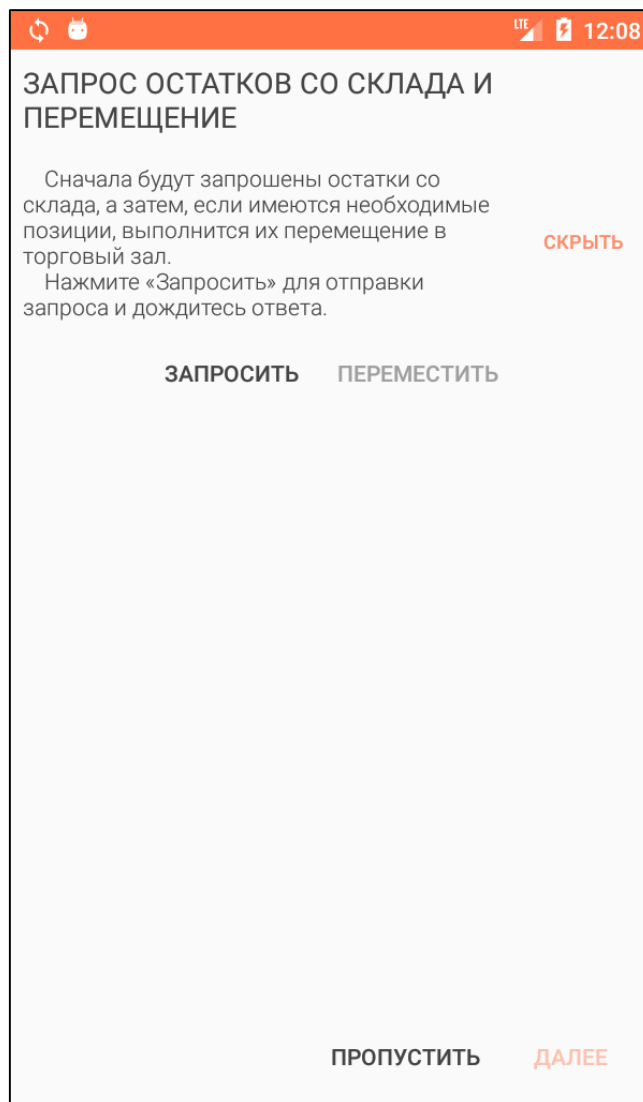 LTE 12:08
ЗАПРОС ОСТАТКОВ СО СКЛАДА И
ПЕРЕМЕЩЕНИЕ
Сначала будут запрошены остатки со
склада, а затем, если имеются необходимые
позиции, выполнится их перемещение в
торговый зал.
Нажмите «Запросить» для отправки
запроса и дождитесь ответа.
СКРЫТЬ
ЗАПРОСИТЬ ПЕРЕМЕСТИТЬ
ПРОПУСТИТЬ ДАЛЕЕ